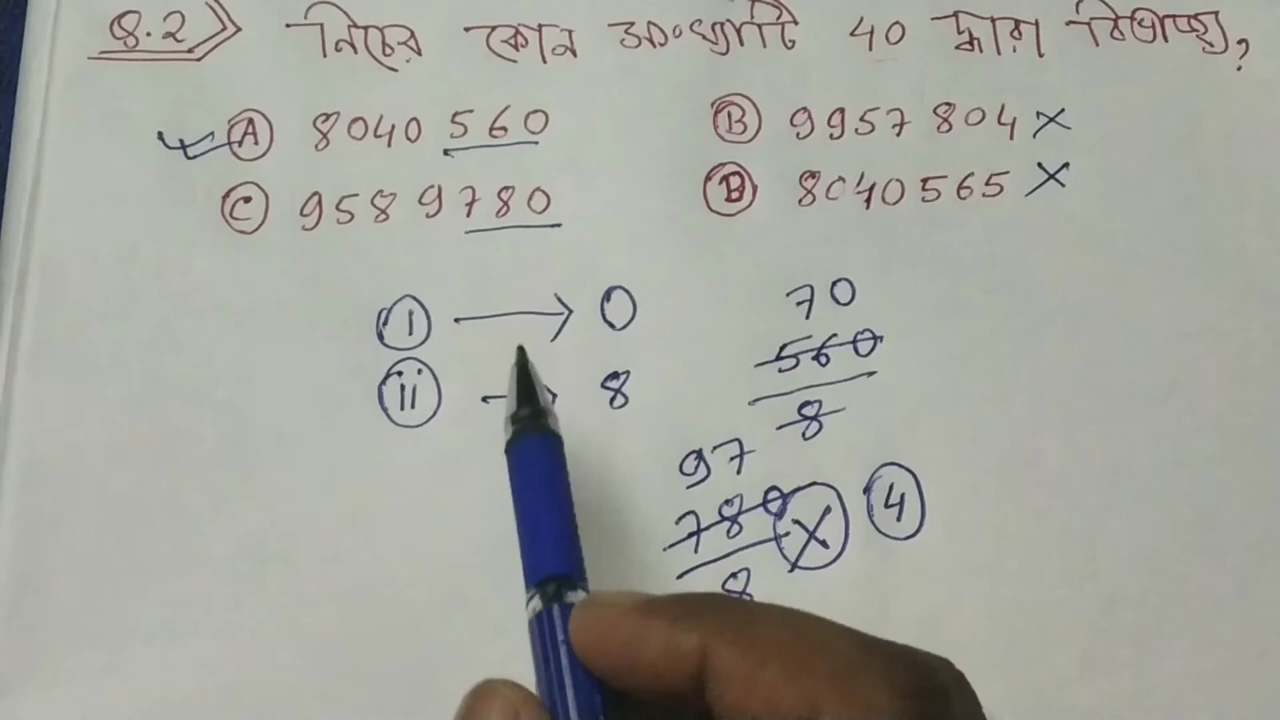 Q.2 নিচের কোন সংখ্যাটি 40 দ্বারা বিভাজ্য?
A 8040560 B 9957804 ×
C 9589780 D 8040565 ×
i → 0
ii → 8
70
560
8
97
780 × 4
8